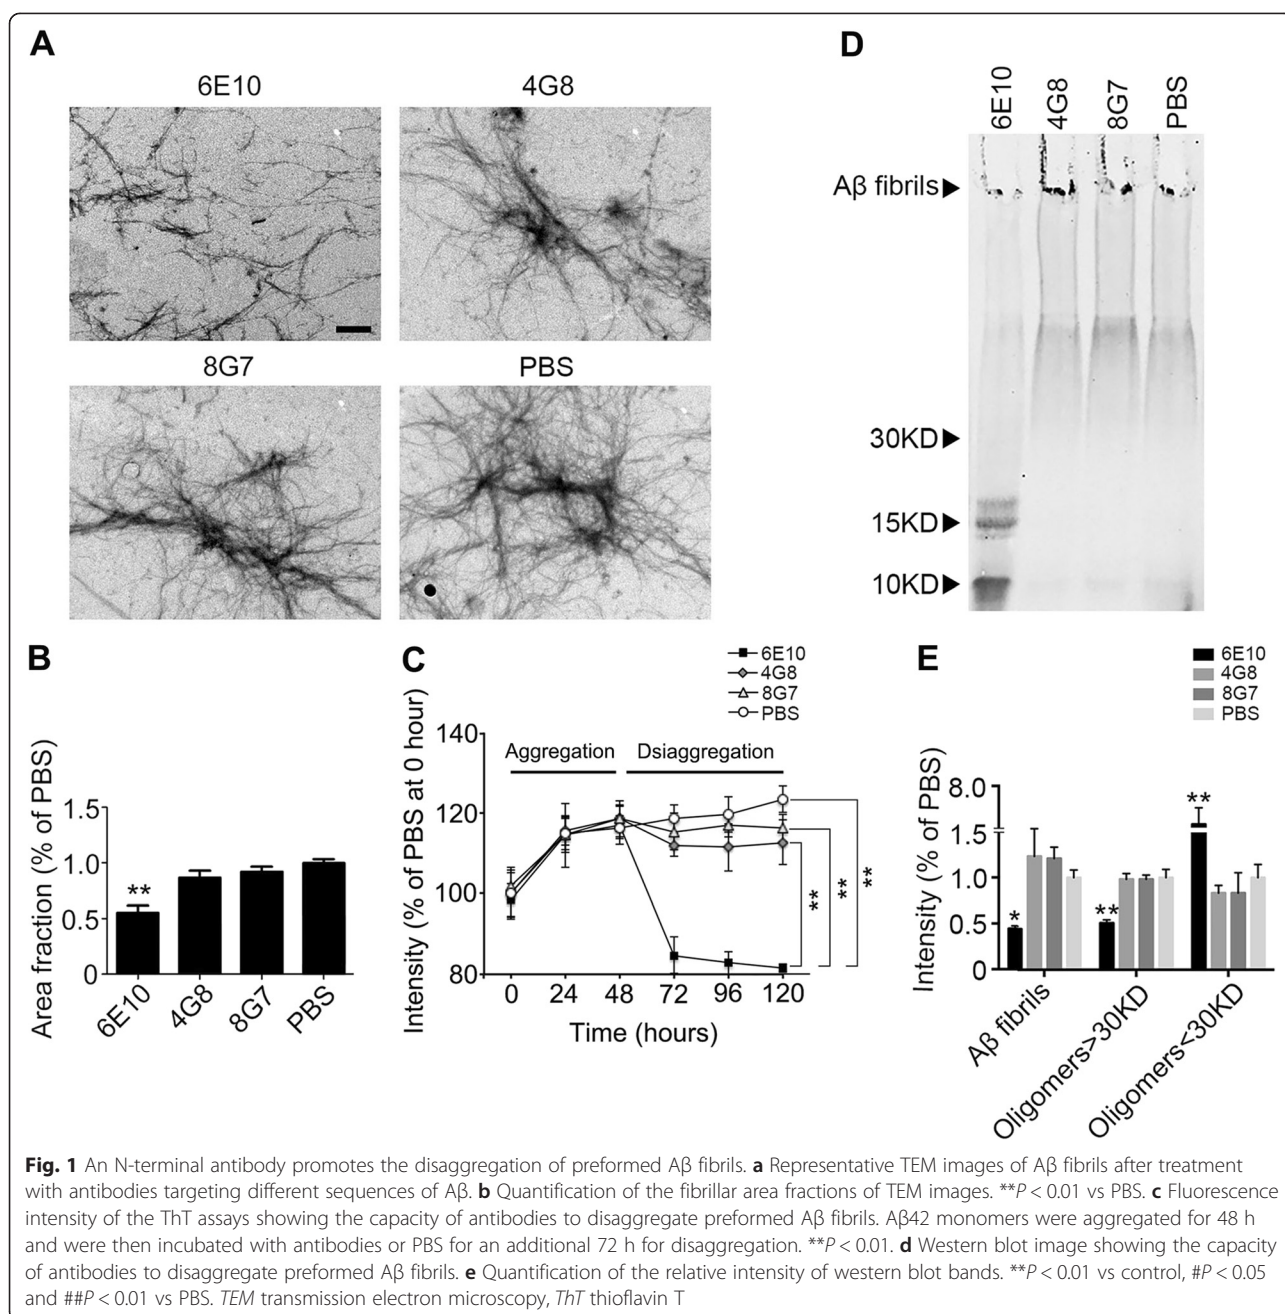 A
6E10
4G8
8G7
PBS
D
6E10
4G8
8G7
PBS
Aβ fibrils
30KD
15KD
10KD
B
Area fraction (% of PBS)
1.5
1.0
0.5
0
**
6E10
4G8
8G7
PBS
C
6E10
4G8
8G7
PBS
Intensity (% of PBS at 0 hour)
140
120
100
80
Aggregation
Dsiaggregation
**
**
**
0 24 48 72 96 120
Time (hours)
E
6E10
4G8
8G7
PBS
Intensity (% of PBS)
8.0
1.5
1.0
0.5
0
*
**
**
Aβ fibrils
Oligomers>30KD
Oligomers<30KD
Fig. 1 An N-terminal antibody promotes the disaggregation of preformed Aβ fibrils. a Representative TEM images of Aβ fibrils after treatment
with antibodies targeting different sequences of Aβ. b Quantification of the fibrillar area fractions of TEM images. **P < 0.01 vs PBS. c Fluorescence
intensity of the ThT assays showing the capacity of antibodies to disaggregate preformed Aβ fibrils. Aβ42 monomers were aggregated for 48 h
and were then incubated with antibodies or PBS for an additional 72 h for disaggregation. **P < 0.01. d Western blot image showing the capacity
of antibodies to disaggregate preformed Aβ fibrils. e Quantification of the relative intensity of western blot bands. **P < 0.01 vs control, #P < 0.05
and ##P < 0.01 vs PBS. TEM transmission electron microscopy, ThT thioflavin T